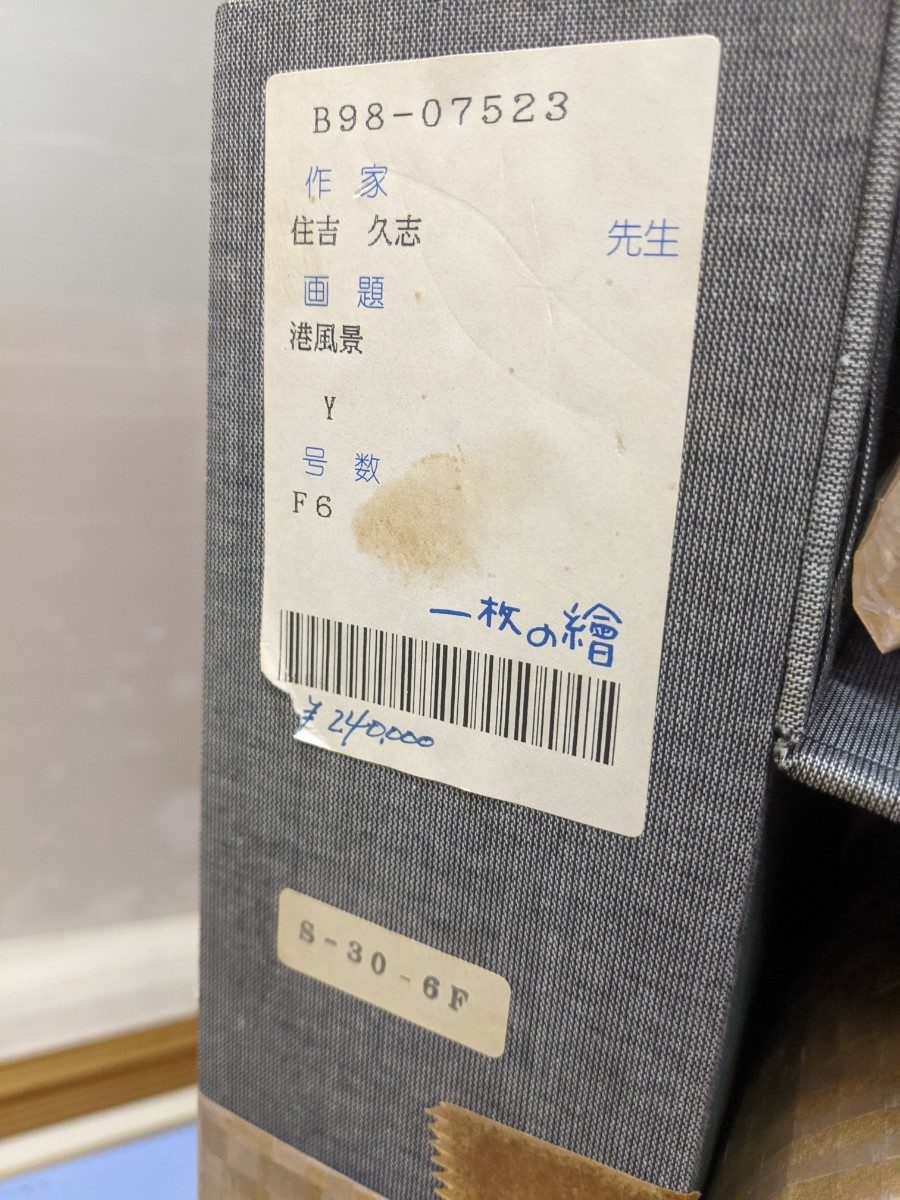 B98-07523
作 家
住吉 久志 先生
画 題
港風景
Y
号 数
F6
一枚の繪
¥240,000
S-30-6F